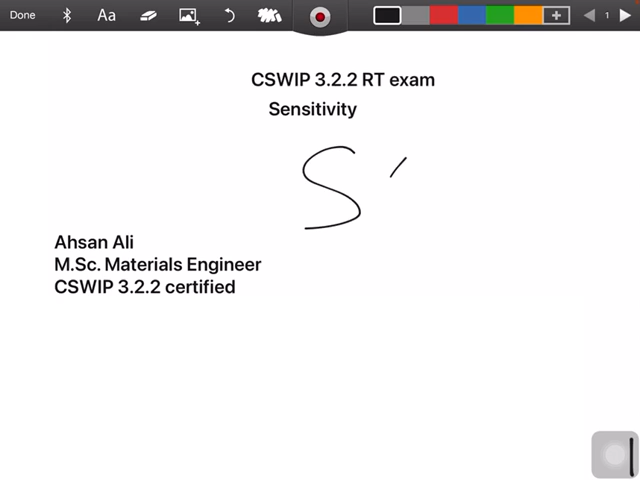 Done
Aa
1
CSWIP 3.2.2 RT exam
Sensitivity
S
Ahsan Ali
M.Sc. Materials Engineer
CSWIP 3.2.2 certified